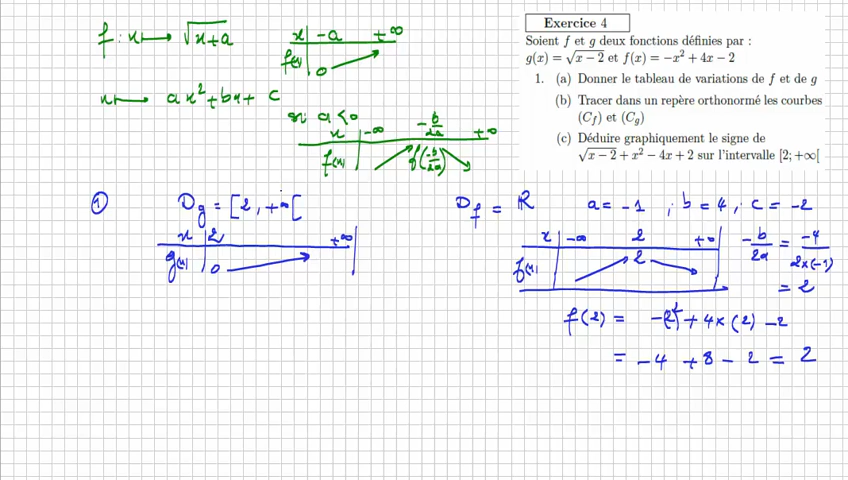 f : x ⟼ √x+a
x -a +∞
f(x) 0
x ⟼ ax²+bx+c
si a<0
x -∞ -b/2a +∞
f(x) f(-b/2a)
Exercice 4
Soient f et g deux fonctions définies par :
g(x) = √x − 2 et f(x) = −x² + 4x − 2
1. (a) Donner le tableau de variations de f et de g
(b) Tracer dans un repère orthonormé les courbes
(Cf) et (Cg)
(c) Déduire graphiquement le signe de
√x − 2 + x² − 4x + 2 sur l'intervalle [2; +∞[
① Dg = [2, +∞[
x 2 +∞
g(x) 0
Df = ℝ a = -1 ; b = 4 ; c = -2
x -∞ 2 +∞
f(x) 2
-b/2a = -4/2×(-1)
= 2
f(2) = -(2)² + 4×(2) - 2
= -4 + 8 - 2 = 2